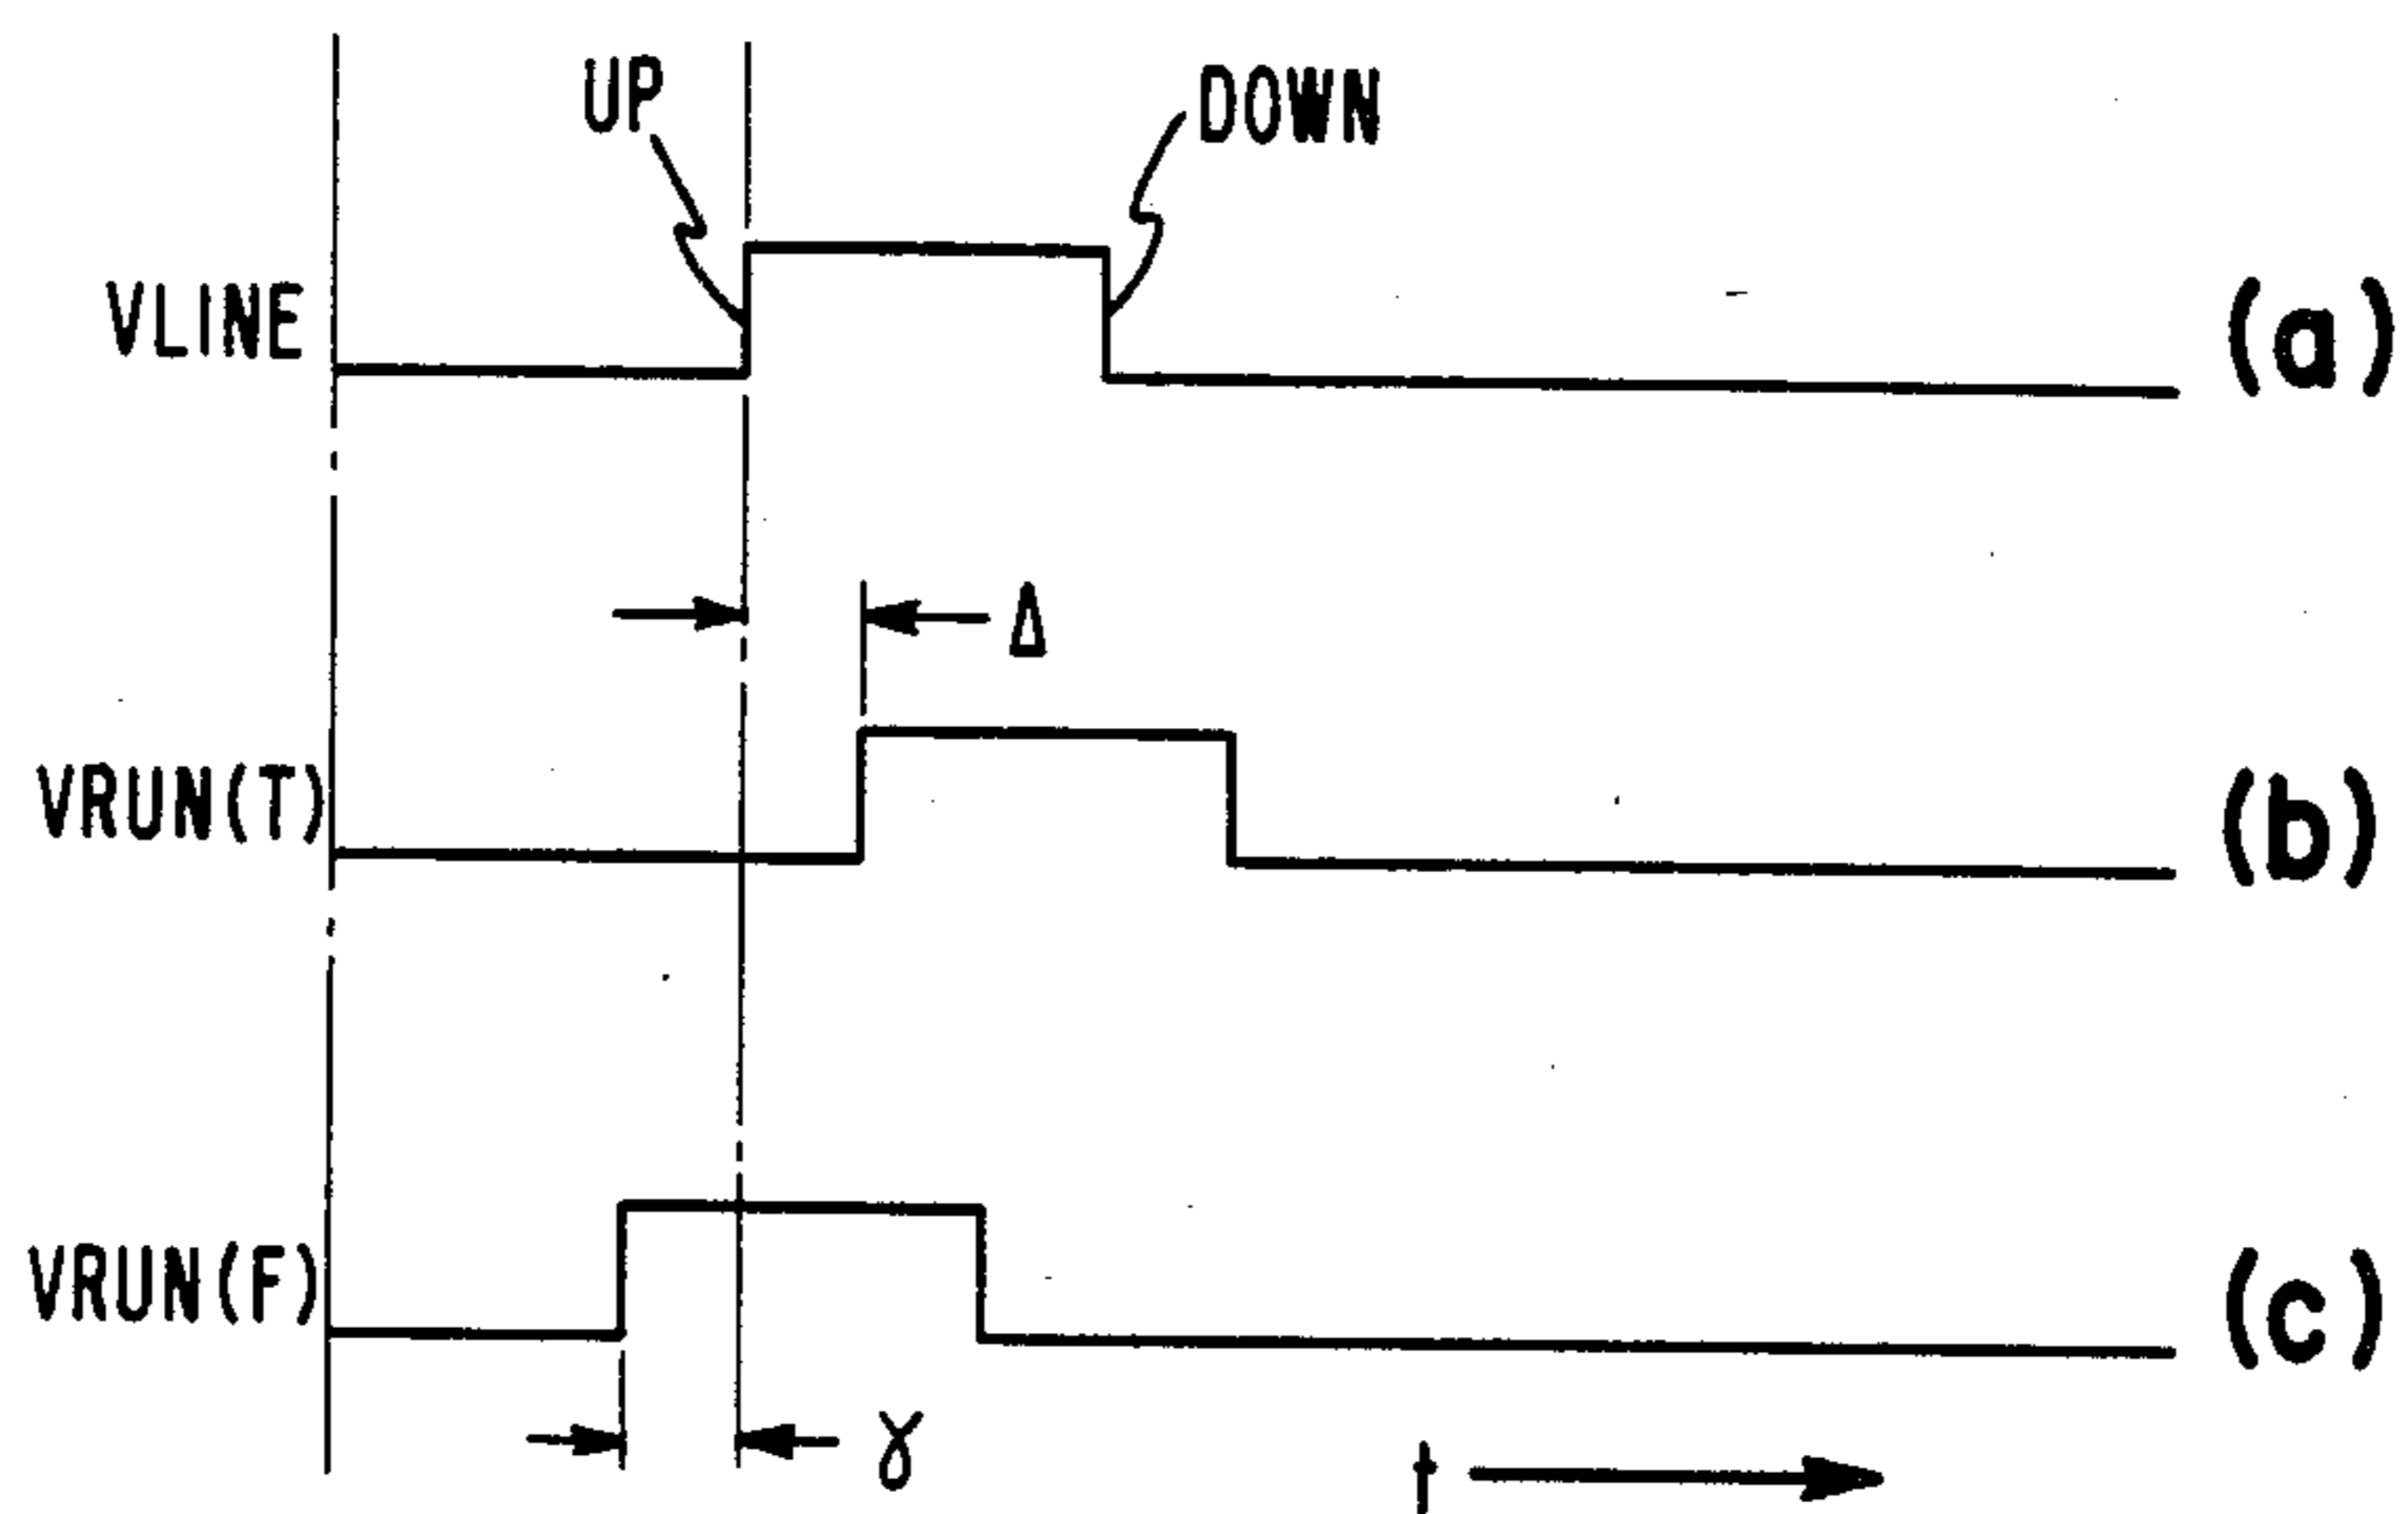 UP
DOWN
VLINE
(a)
Δ
VRUN(T)
(b)
VRUN(F)
(c)
γ
t